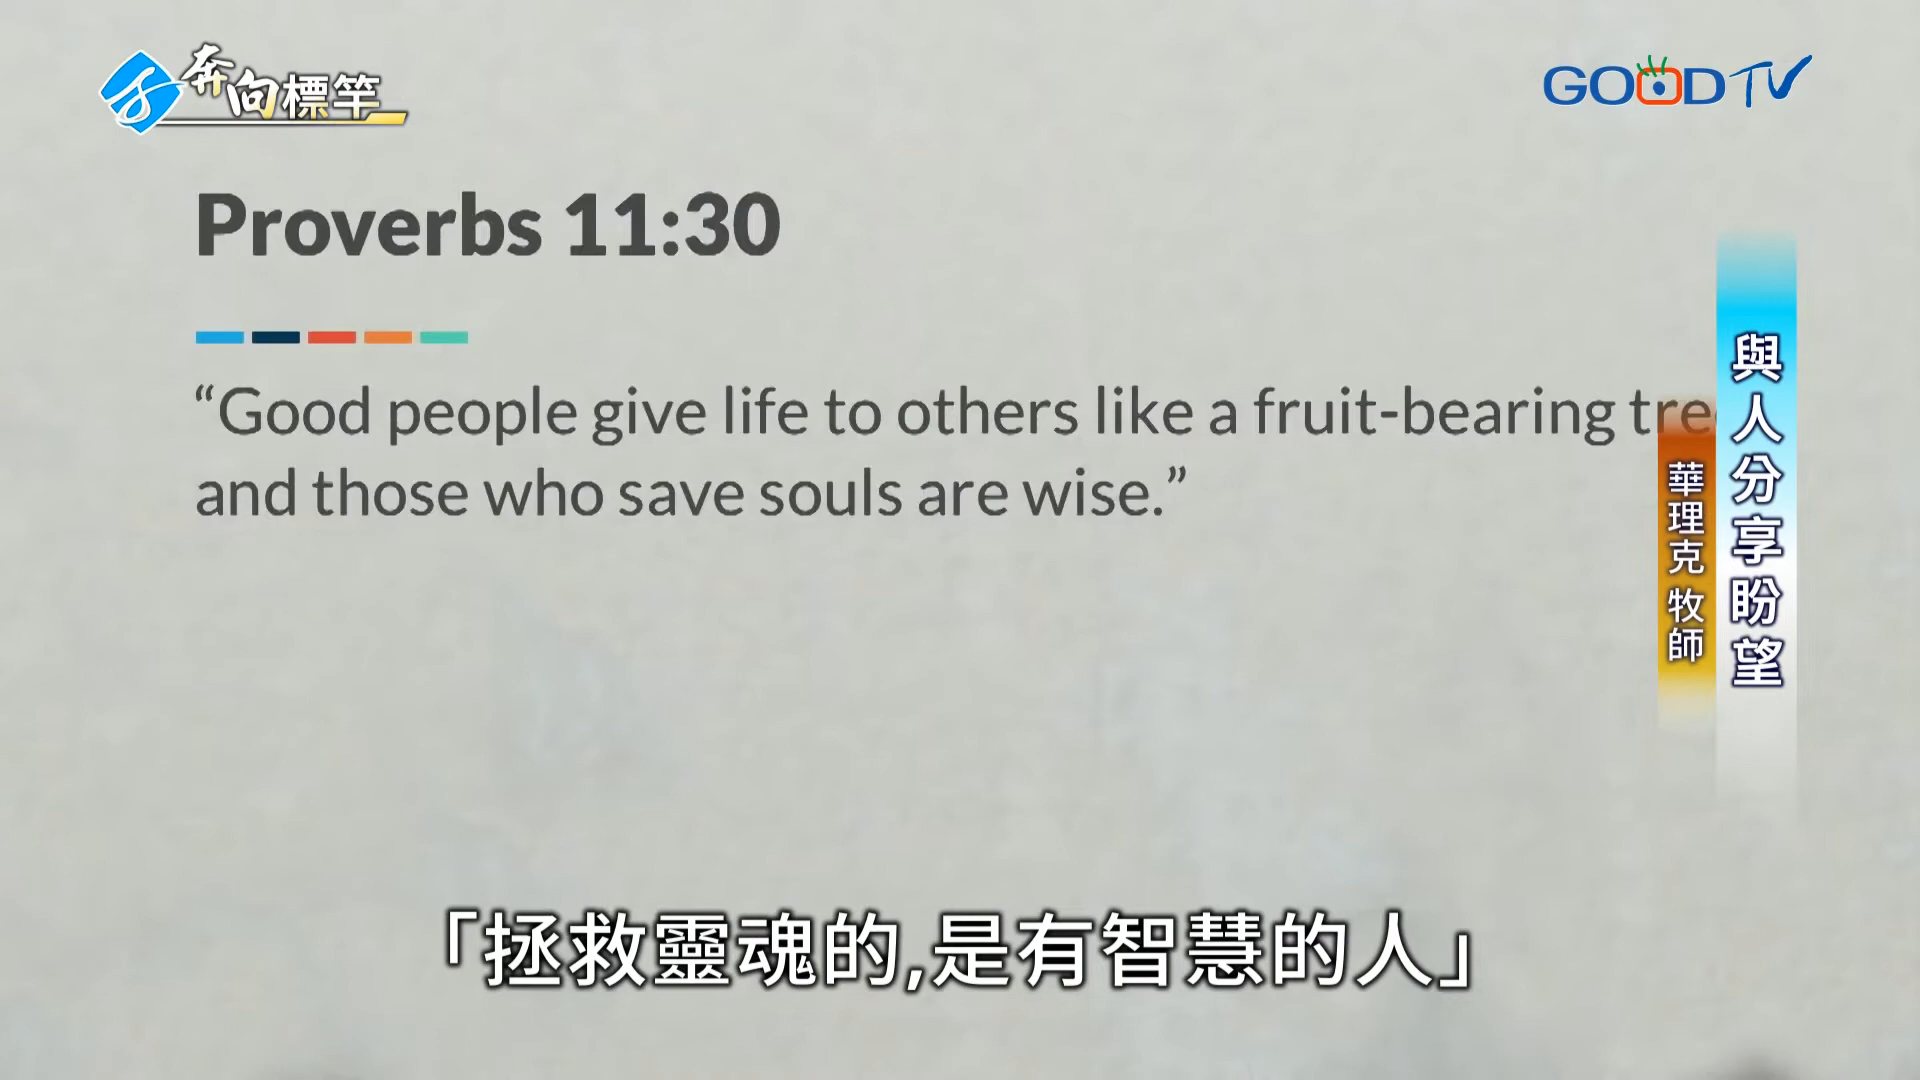 奔向標竿
GOOD TV
Proverbs 11:30
“Good people give life to others like a fruit-bearing tre
and those who save souls are wise.”
與人分享盼望
華理克 牧師
「拯救靈魂的,是有智慧的人」